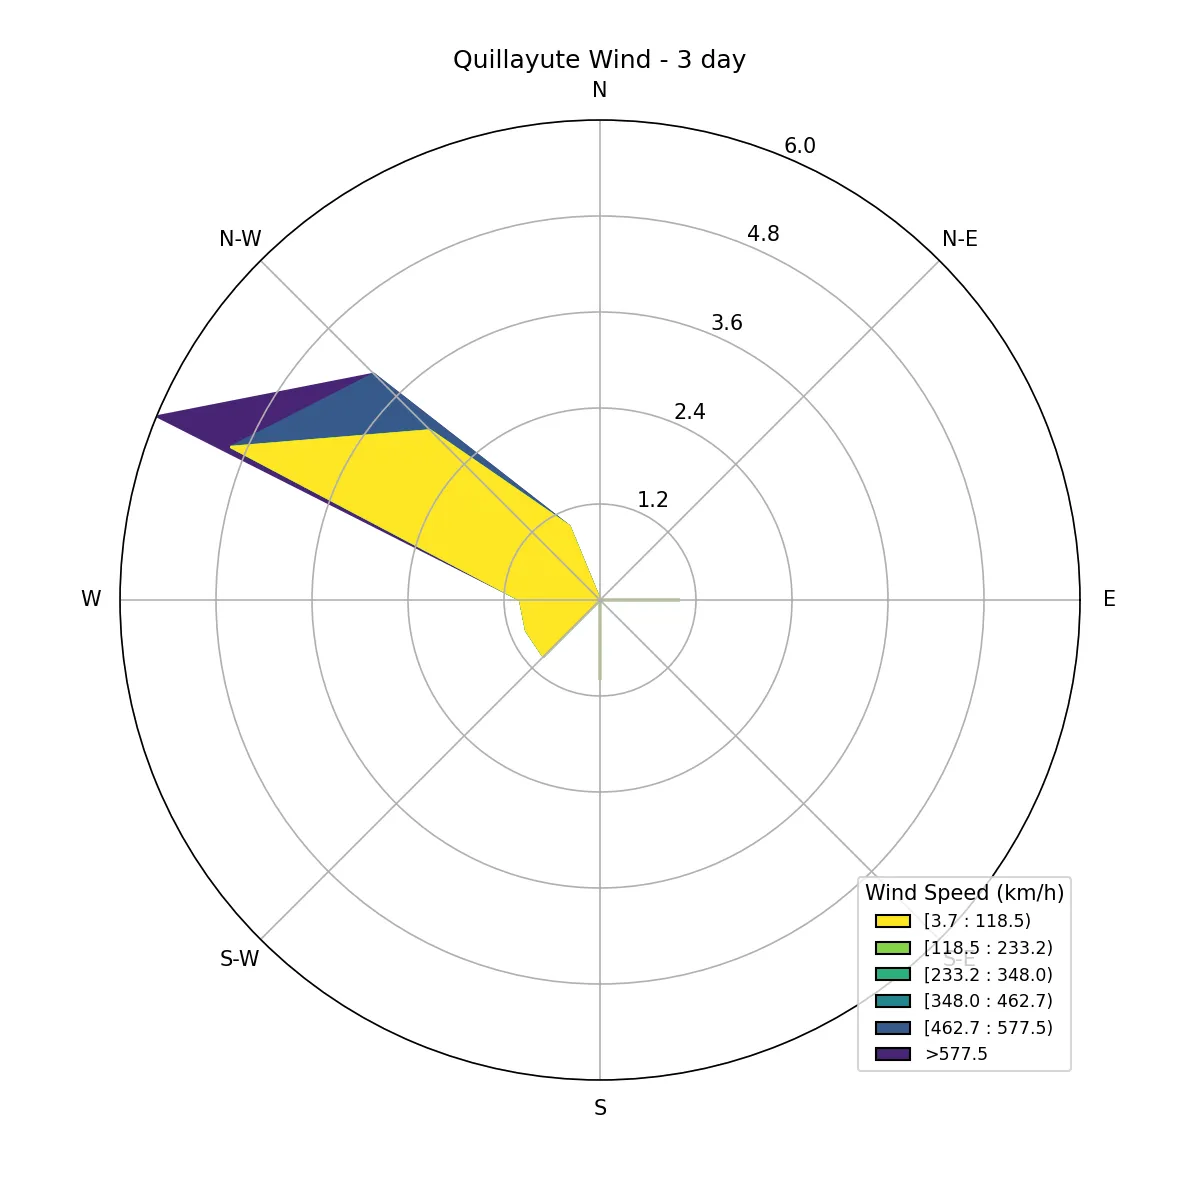 Quillayute Wind - 3 day
N
6.0
N-W
N-E
4.8
3.6
2.4
1.2
W
E
S-W
S-E
Wind Speed (km/h)
[3.7 : 118.5)
[118.5 : 233.2)
[233.2 : 348.0)
[348.0 : 462.7)
[462.7 : 577.5)
>577.5
S